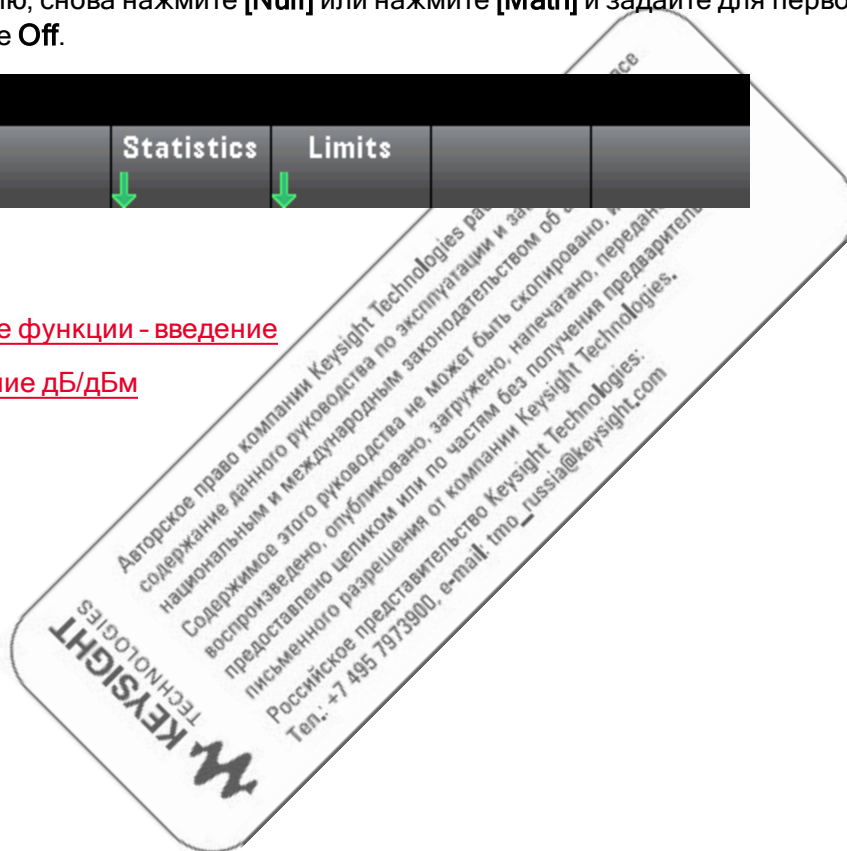 ю, снова нажмите [Null] или нажмите [Math] и задайте для перво
е Off.
Statistics Limits
е функции - введение
ние дБ/дБм
KEYSIGHT
TECHNOLOGIES
Авторское право компании Keysight Technologies рас
содержание данного руководства по эксплуатации и за
национальным и международным законодательством об а
Содержимое этого руководства не может быть скопировано, и
воспроизведено, опубликовано, загружено, напечатано, передан
предоставлено целиком или по частям без получения предваритель
письменного разрешения от компании Keysight Technologies.
Российское представительство Keysight Technologies:
Тел.: +7 495 7973900, e-mail: tmo_russia@keysight.com